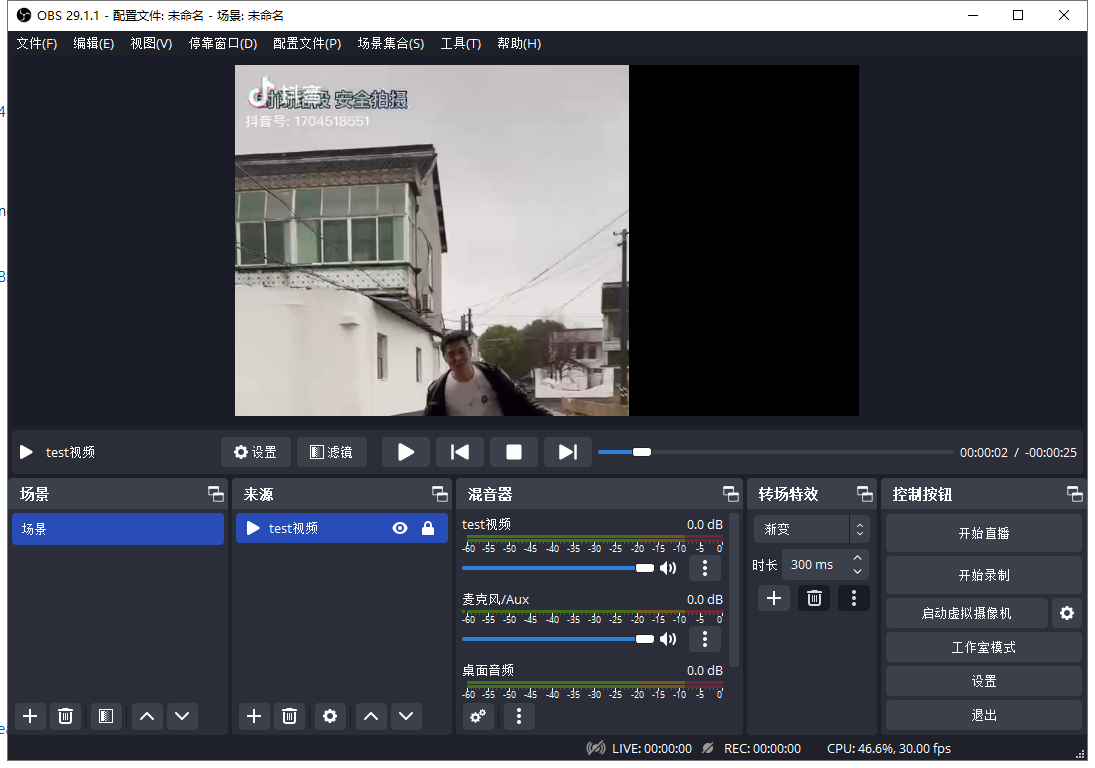 OBS 29.1.1 - 配置文件: 未命名 - 场景: 未命名
文件(F) 编辑(E) 视图(V) 停靠窗口(D) 配置文件(P) 场景集合(S) 工具(T) 帮助(H)
抖音 安全拍摄
抖音号: 1704518551
test视频 设置 滤镜 00:00:02 / -00:00:25
场景 来源 混音器 转场特效 控制按钮
场景
test视频
test视频 0.0 dB
-60 -55 -50 -45 -40 -35 -30 -25 -20 -15 -10 -5 0
麦克风/Aux 0.0 dB
-60 -55 -50 -45 -40 -35 -30 -25 -20 -15 -10 -5 0
桌面音频 0.0 dB
-60 -55 -50 -45 -40 -35 -30 -25 -20 -15 -10 -5 0
渐变
时长 300 ms
开始直播
开始录制
启动虚拟摄像机
工作室模式
设置
退出
LIVE: 00:00:00 REC: 00:00:00 CPU: 46.6%, 30.00 fps